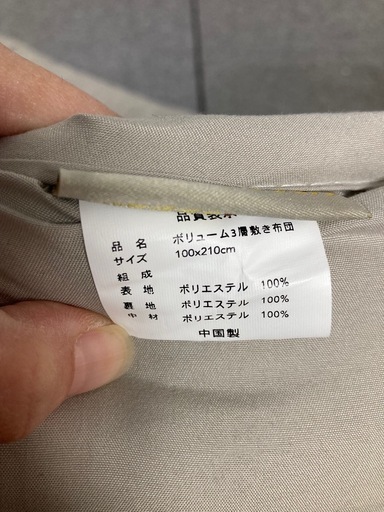 品質表示
品 名 ボリューム3層敷き布団
サイズ 100x210cm
組 成
表 地 ポリエステル 100%
裏 地 ポリエステル 100%
中 材 ポリエステル 100%
中国製